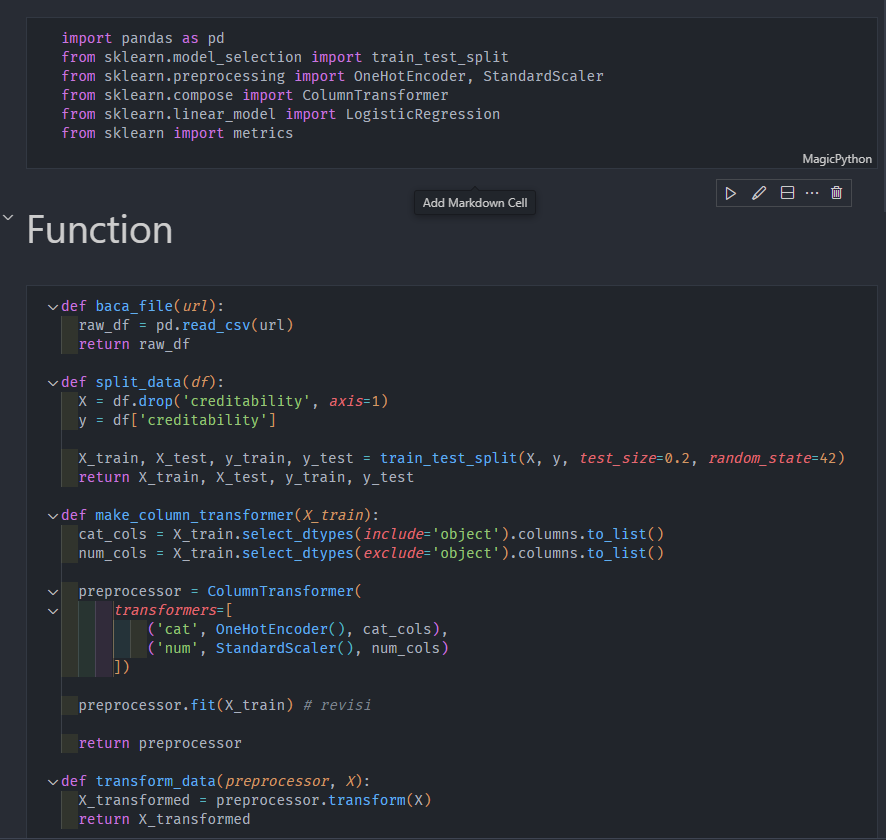 import pandas as pd
from sklearn.model_selection import train_test_split
from sklearn.preprocessing import OneHotEncoder, StandardScaler
from sklearn.compose import ColumnTransformer
from sklearn.linear_model import LogisticRegression
from sklearn import metrics
MagicPython
Add Markdown Cell
Function
def baca_file(url):
    raw_df = pd.read_csv(url)
    return raw_df
def split_data(df):
    X = df.drop('creditability', axis=1)
    y = df['creditability']
    X_train, X_test, y_train, y_test = train_test_split(X, y, test_size=0.2, random_state=42)
    return X_train, X_test, y_train, y_test
def make_column_transformer(X_train):
    cat_cols = X_train.select_dtypes(include='object').columns.to_list()
    num_cols = X_train.select_dtypes(exclude='object').columns.to_list()
    preprocessor = ColumnTransformer(
        transformers=[
            ('cat', OneHotEncoder(), cat_cols),
            ('num', StandardScaler(), num_cols)
        ])
    preprocessor.fit(X_train) # revisi
    return preprocessor
def transform_data(preprocessor, X):
    X_transformed = preprocessor.transform(X)
    return X_transformed